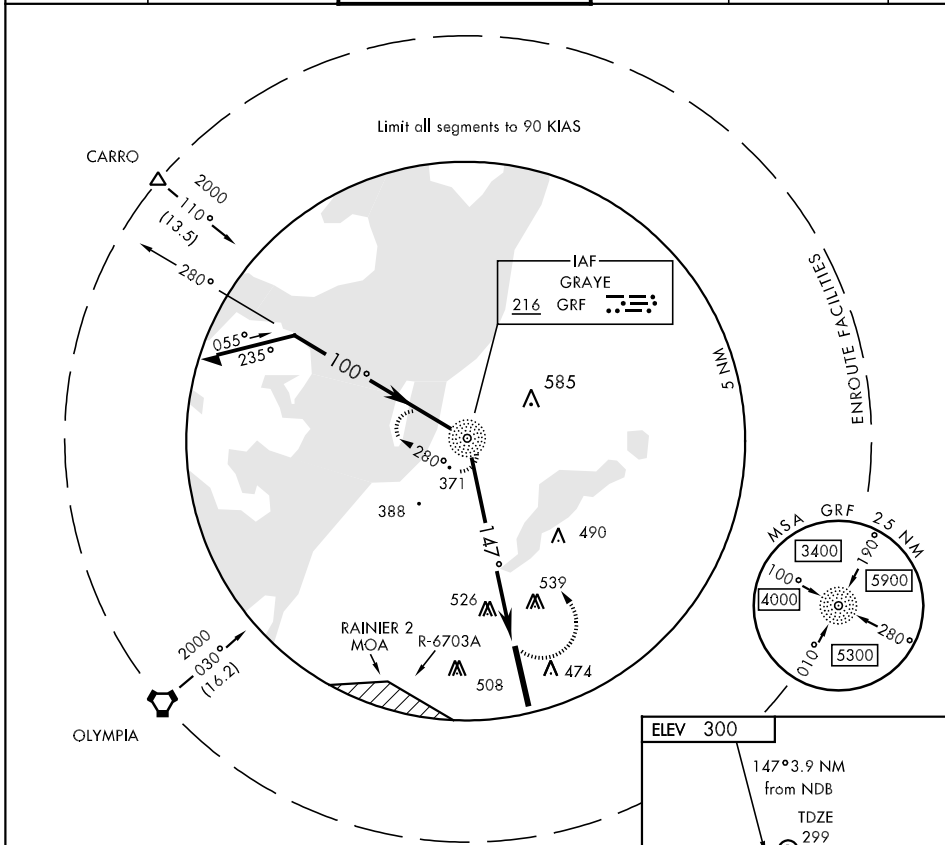 Limit all segments to 90 KIAS
CARRO
2000
110°
(13.5)
280°
IAF
GRAYE
216 GRF
ENROUTE FACILITIES
5 NM
055°
235°
100°
585
280°
371
388
147°
490
MSA GRF 25 NM
3400
190°
100°
5900
4000
280°
5300
010°
539
526
RAINIER 2
MOA
R-6703A
508
474
2000
030°
(16.2)
OLYMPIA
ELEV 300
147° 3.9 NM
from NDB
TDZE
299